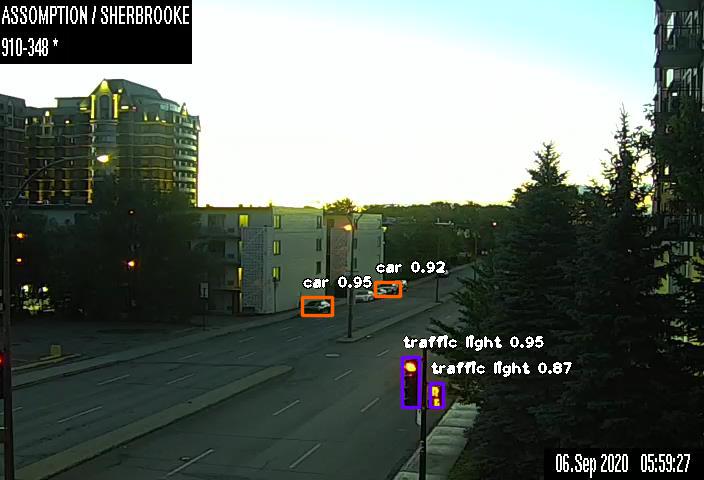 ASSOMPTION / SHERBROOKE
910-348 *
car 0.95
car 0.92
traffic light 0.95
traffic light 0.87
06.Sep 2020 05:59:27